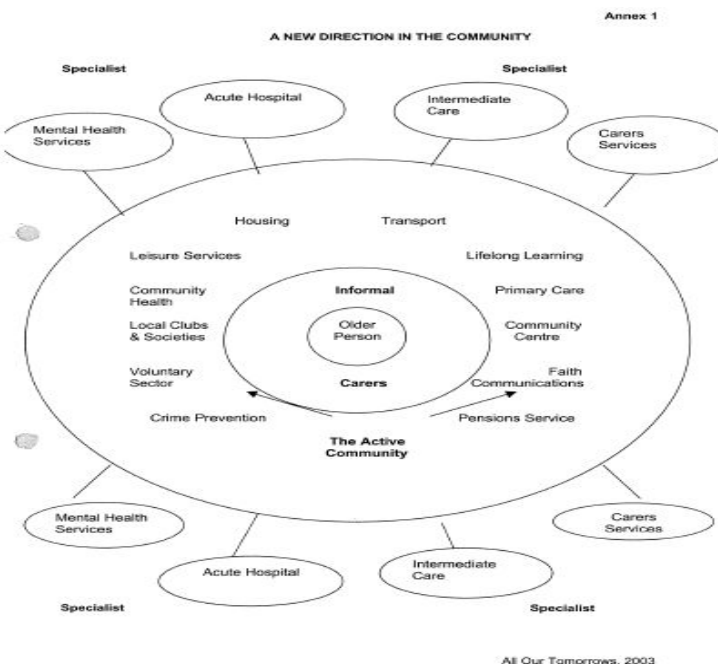 Annex 1
A NEW DIRECTION IN THE COMMUNITY
Specialist
Specialist
Acute Hospital
Intermediate
Care
Mental Health
Services
Carers
Services
Housing
Transport
Leisure Services
Lifelong Learning
Community
Health
Informal
Primary Care
Local Clubs
& Societies
Older
Person
Community
Centre
Voluntary
Sector
Carers
Faith
Communications
Crime Prevention
Pensions Service
The Active
Community
Mental Health
Services
Carers
Services
Acute Hospital
Intermediate
Care
Specialist
Specialist
All Our Tomorrows, 2003